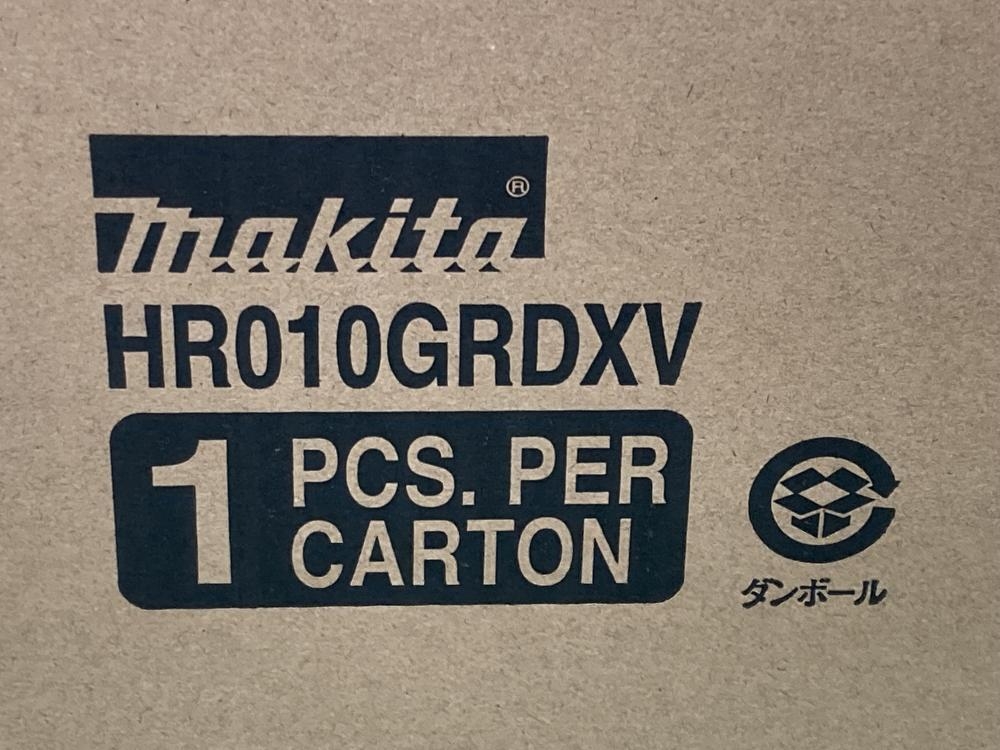 makita®
HR010GRDXV
1 PCS. PER
CARTON
ダンボール